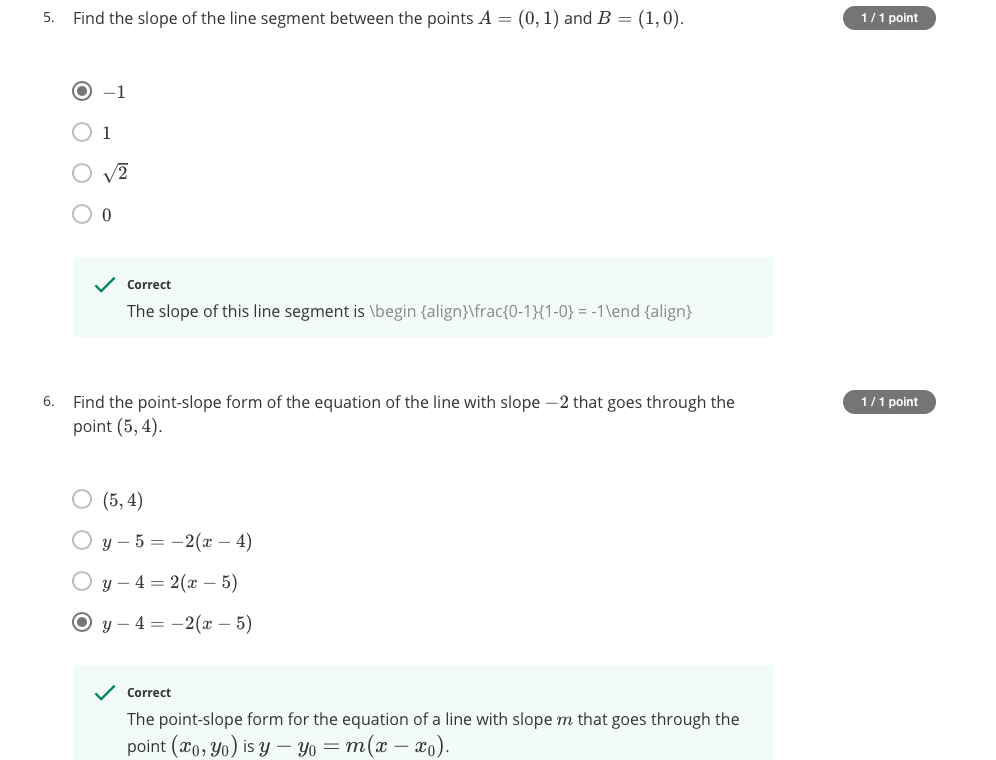 5. Find the slope of the line segment between the points A = (0, 1) and B = (1, 0).
1 / 1 point
−1
1
√2
0
Correct
The slope of this line segment is \begin {align}\frac{0-1}{1-0} = -1\end {align}
6. Find the point-slope form of the equation of the line with slope −2 that goes through the
1 / 1 point
point (5, 4).
(5, 4)
y − 5 = −2(x − 4)
y − 4 = 2(x − 5)
y − 4 = −2(x − 5)
Correct
The point-slope form for the equation of a line with slope m that goes through the
point (x₀, y₀) is y − y₀ = m(x − x₀).